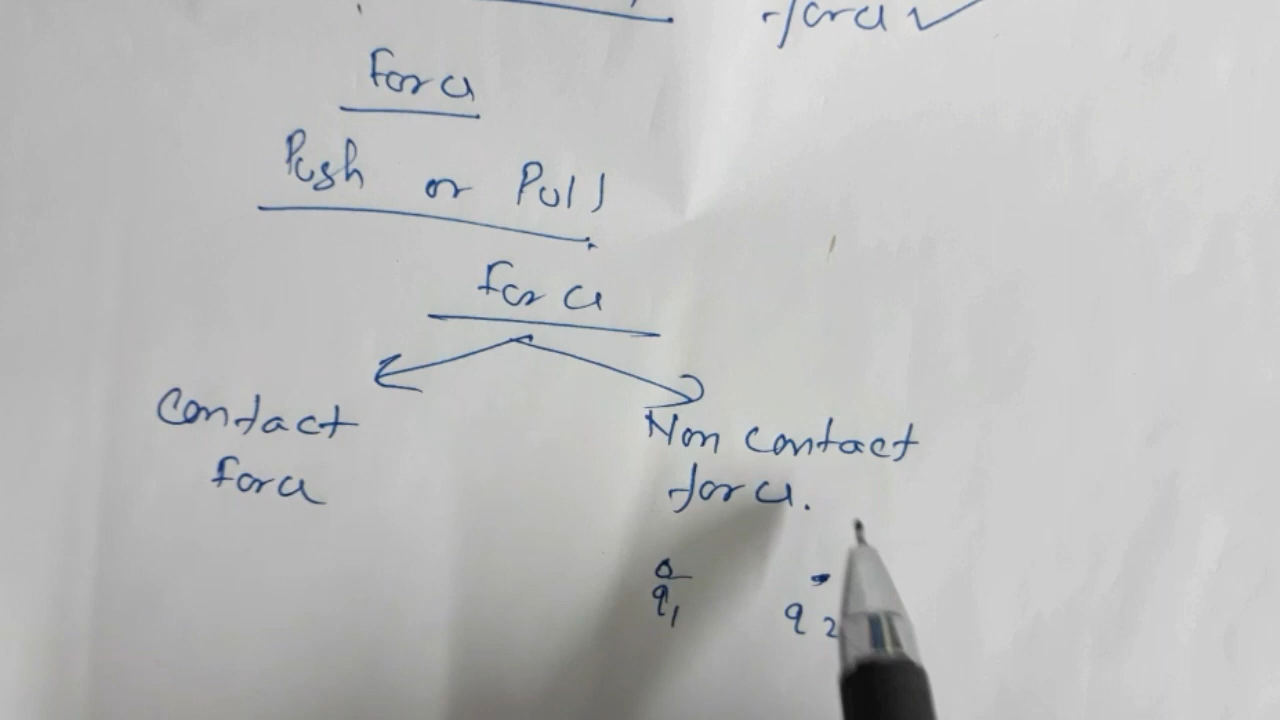 force ✓
Force
Push or Pull
Force
Contact
force
Non contact
force.
q1 q2